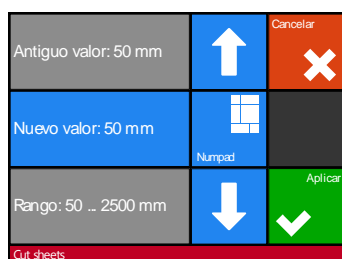 Cancelar
Antiguo valor: 50 mm
Nuevo valor: 50 mm
Numpad
Aplicar
Rango: 50 ... 2500 mm
Cut sheets